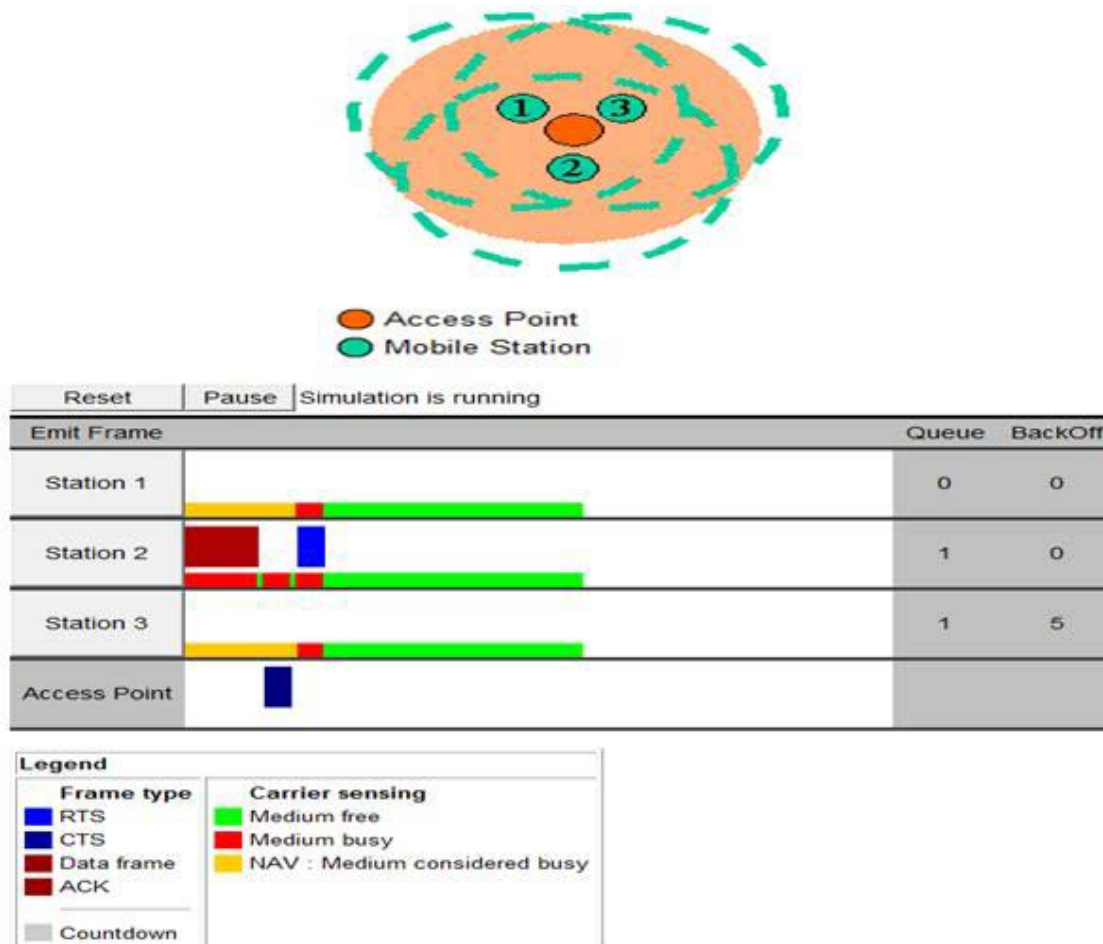 1 3
2
Access Point
Mobile Station
Reset Pause Simulation is running
Emit Frame Queue BackOff
Station 1 0 0
Station 2 1 0
Station 3 1 5
Access Point
Legend
Frame type Carrier sensing
RTS Medium free
CTS Medium busy
Data frame NAV : Medium considered busy
ACK
Countdown